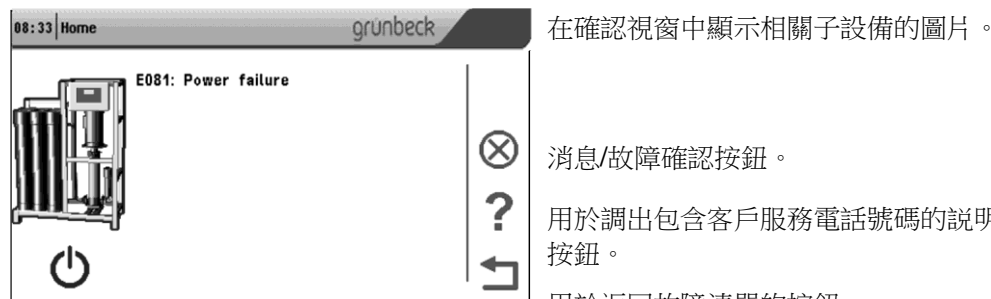 08:33 Home grünbeck
E081: Power failure
?
在確認視窗中顯示相關子設備的圖片。
消息/故障確認按鈕。
用於調出包含客戶服務電話號碼的説明
按鈕。